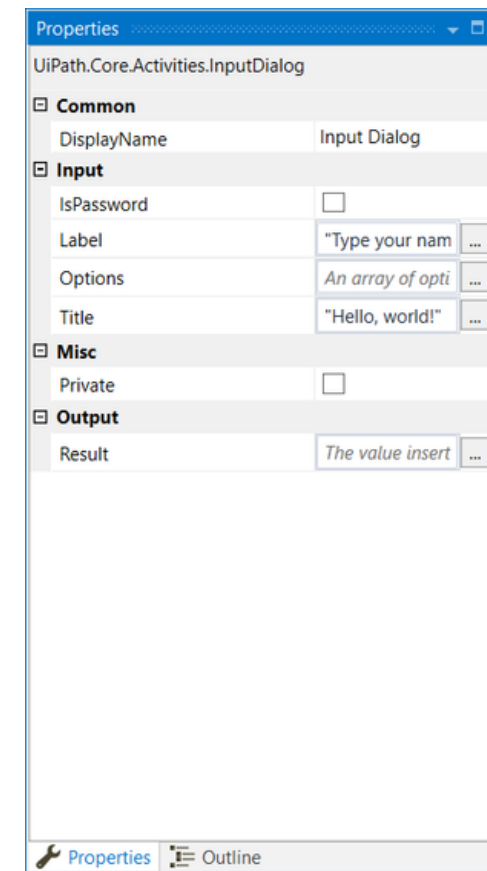 Properties
UiPath.Core.Activities.InputDialog
Common
DisplayName Input Dialog
Input
IsPassword
Label "Type your nam ...
Options An array of opti ...
Title "Hello, world!" ...
Misc
Private
Output
Result The value insert ...
Properties Outline